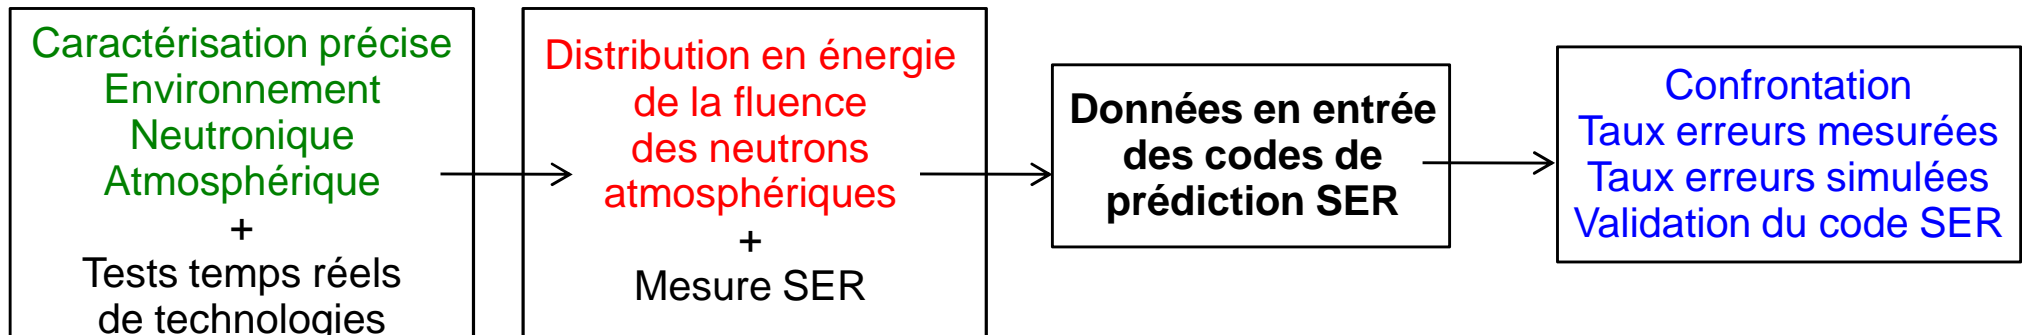 Caractérisation précise
Environnement
Neutronique
Atmosphérique
+
Tests temps réels
de technologies
Distribution en énergie
de la fluence
des neutrons
atmosphériques
+
Mesure SER
Données en entrée
des codes de
prédiction SER
Confrontation
Taux erreurs mesurées
Taux erreurs simulées
Validation du code SER